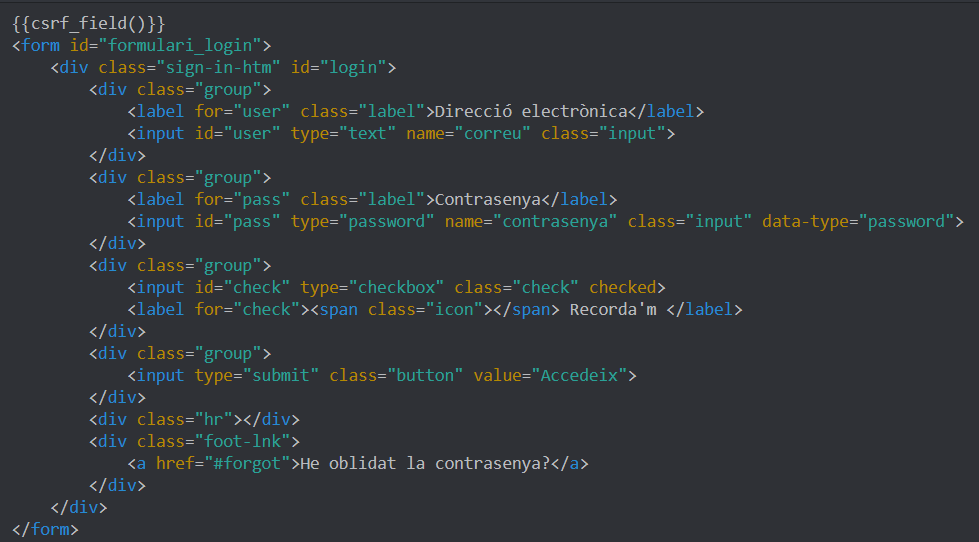 {{csrf_field()}}
<form id="formulari_login">
    <div class="sign-in-htm" id="login">
        <div class="group">
            <label for="user" class="label">Direcció electrònica</label>
            <input id="user" type="text" name="correu" class="input">
        </div>
        <div class="group">
            <label for="pass" class="label">Contrasenya</label>
            <input id="pass" type="password" name="contrasenya" class="input" data-type="password">
        </div>
        <div class="group">
            <input id="check" type="checkbox" class="check" checked>
            <label for="check"><span class="icon"></span> Recorda'm </label>
        </div>
        <div class="group">
            <input type="submit" class="button" value="Accedeix">
        </div>
        <div class="hr"></div>
        <div class="foot-lnk">
            <a href="#forgot">He oblidat la contrasenya?</a>
        </div>
    </div>
</form>